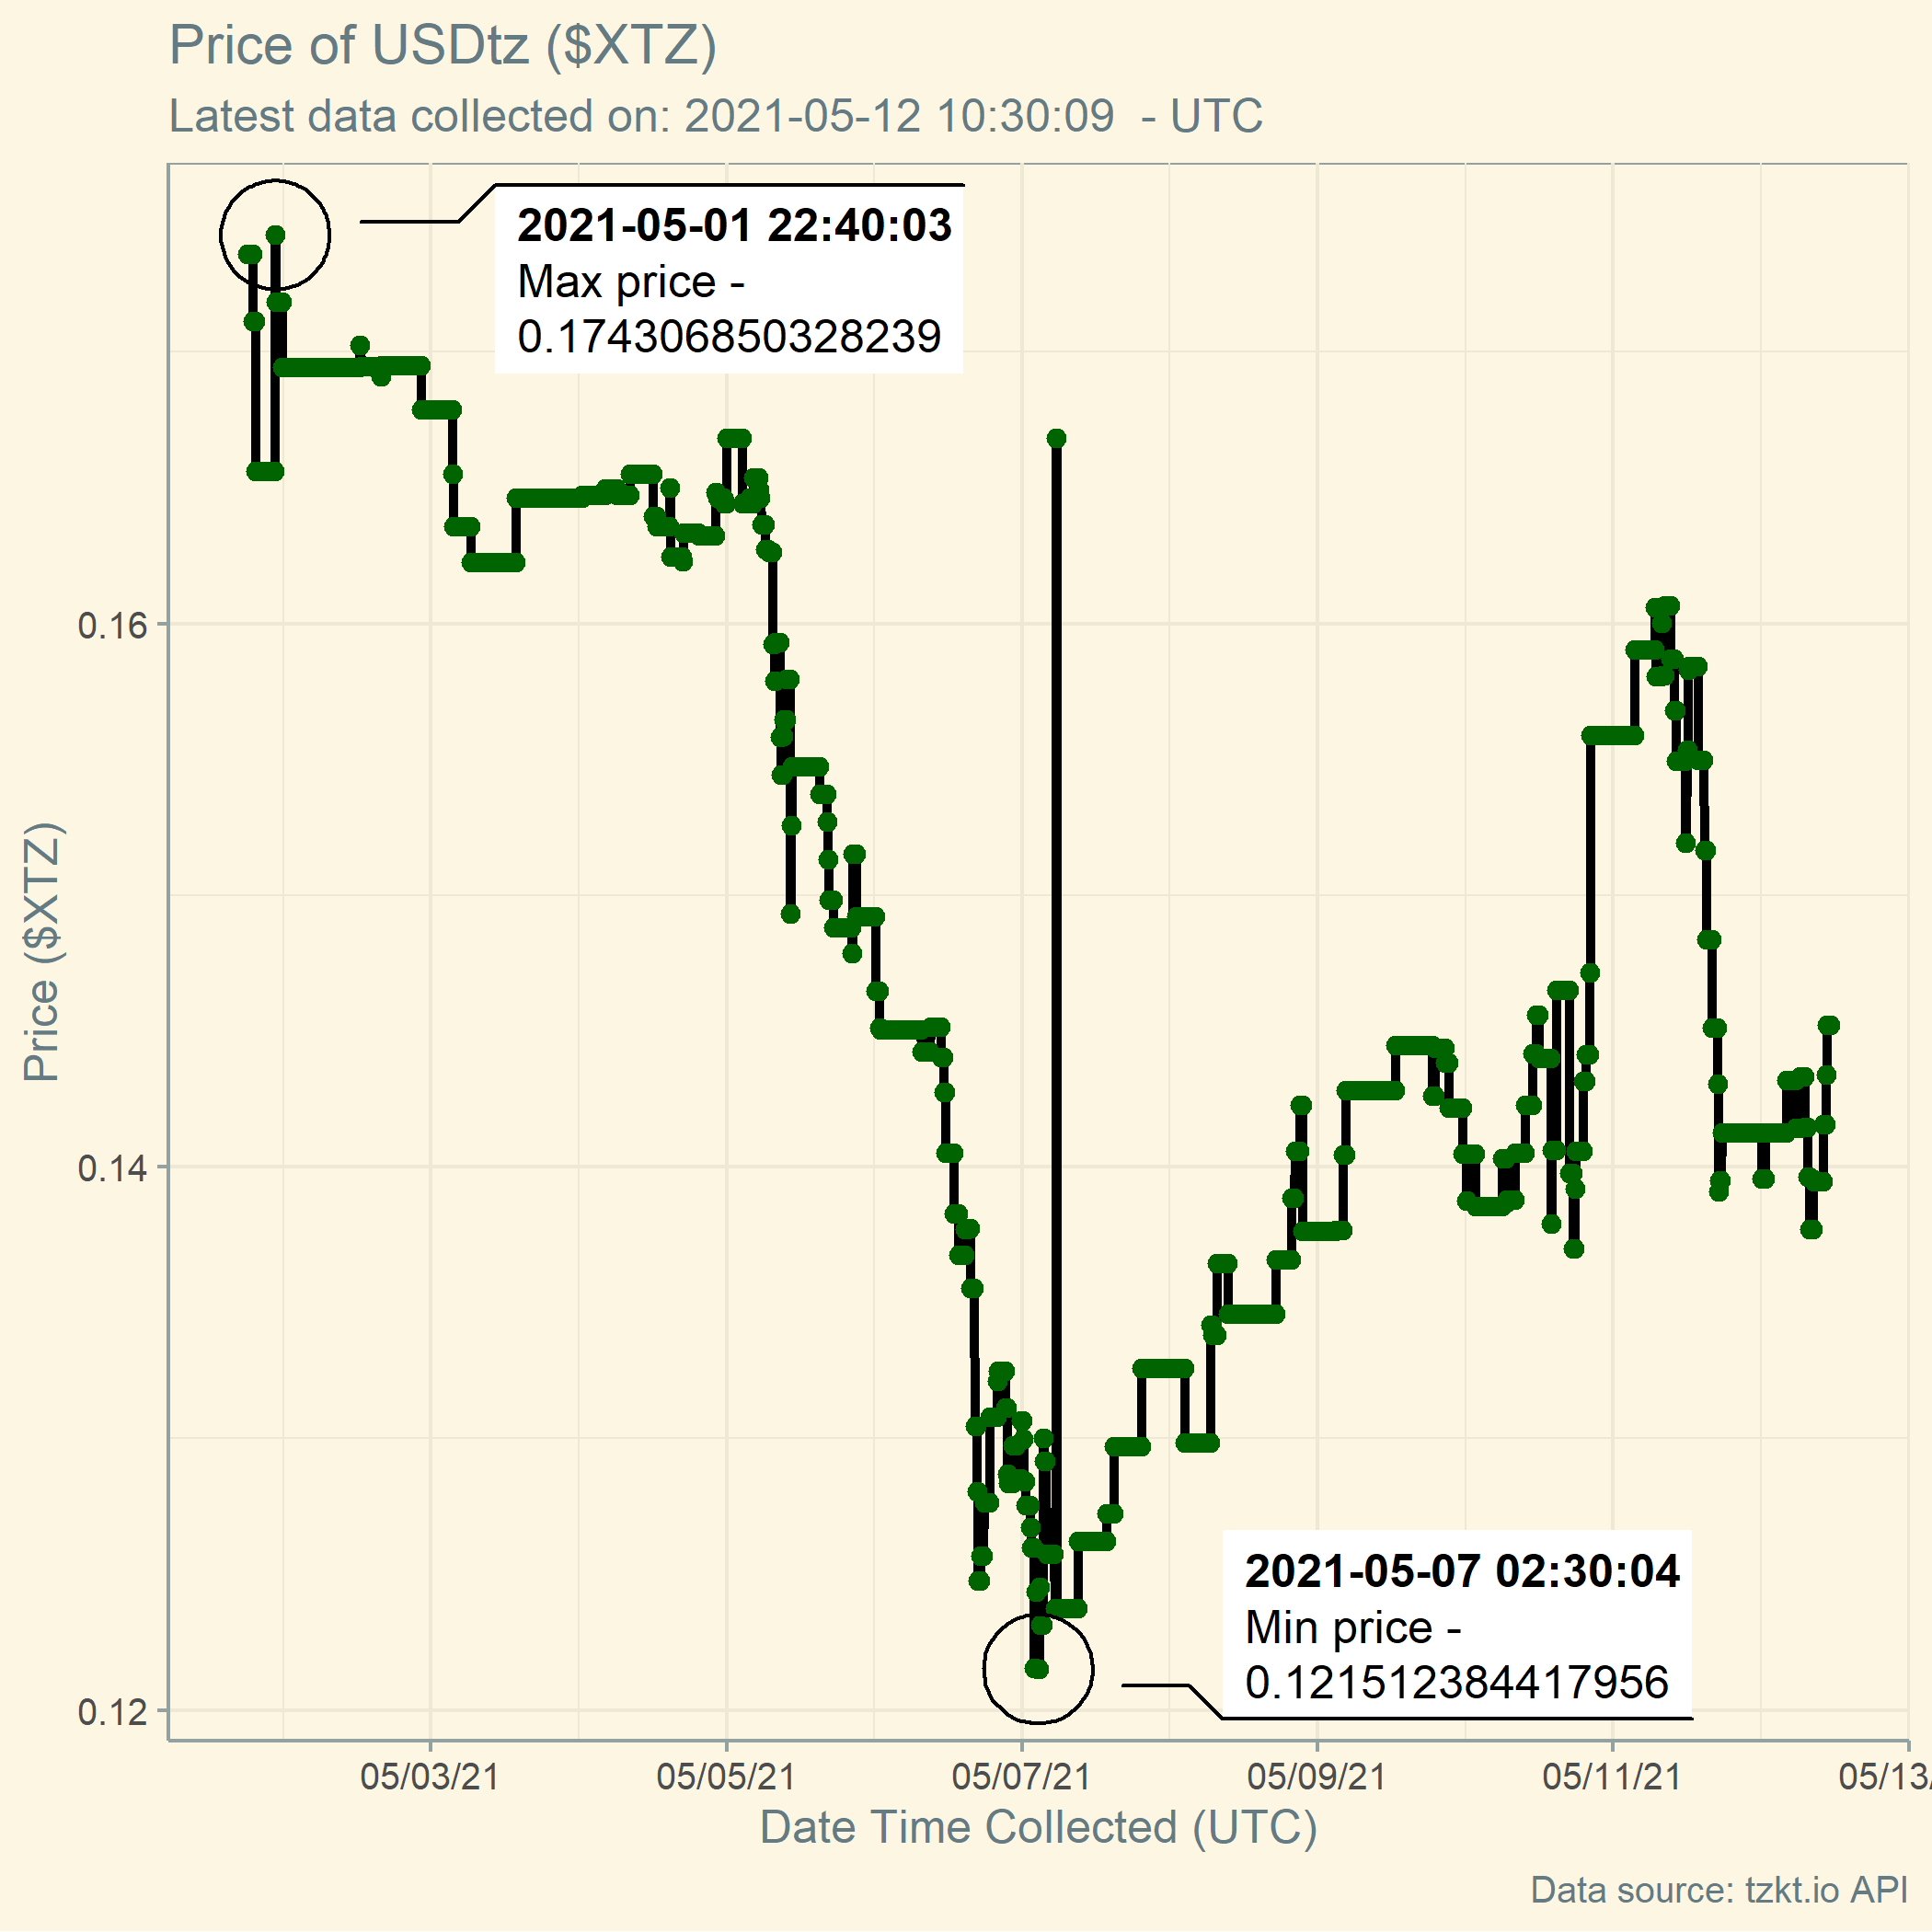 Price of USDtz ($XTZ)
Latest data collected on: 2021-05-12 10:30:09  - UTC
2021-05-01 22:40:03
Max price -
0.174306850328239
0.16
Price ($XTZ)
0.14
2021-05-07 02:30:04
Min price -
0.121512384417956
0.12
05/03/21
05/05/21
05/07/21
05/09/21
05/11/21
05/13/
Date Time Collected (UTC)
Data source: tzkt.io API